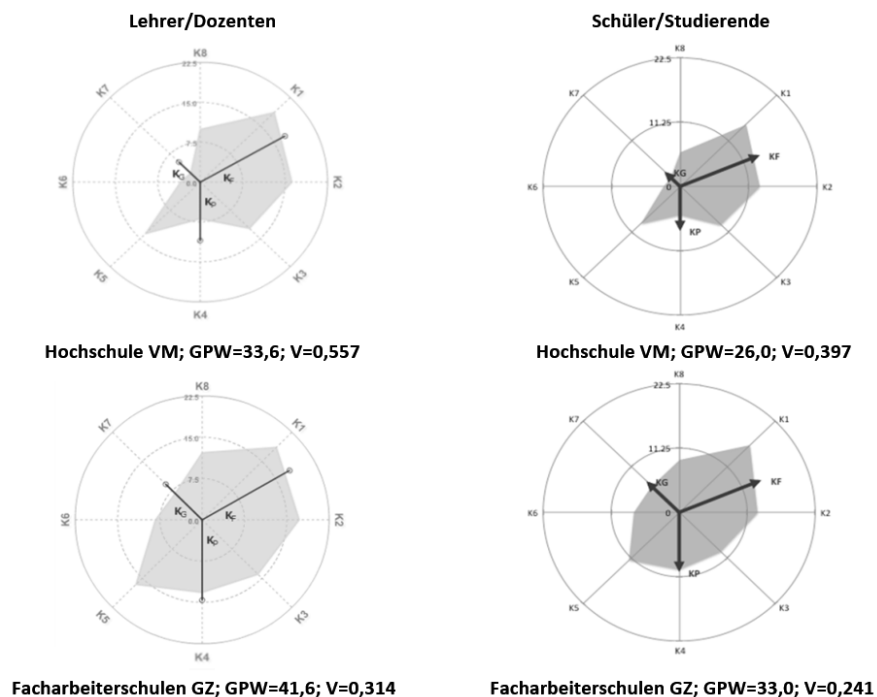 Lehrer/Dozenten
Schüler/Studierende
K8
22.5
K7
K1
15.0
7.5
K6
KG
KF
K2
0.0
KP
K5
K3
K4
K8
22.5
K7
K1
11.25
KF
KG
K6
0
K2
KP
K5
K3
K4
Hochschule VM; GPW=33,6; V=0,557
Hochschule VM; GPW=26,0; V=0,397
K8
22.5
K7
K1
15.0
7.5
K6
KG
KF
K2
0.0
KP
K5
K3
K4
K8
22.5
K7
K1
11.25
KG
KF
K6
0
K2
KP
K5
K3
K4
Facharbeiterschulen GZ; GPW=41,6; V=0,314
Facharbeiterschulen GZ; GPW=33,0; V=0,241